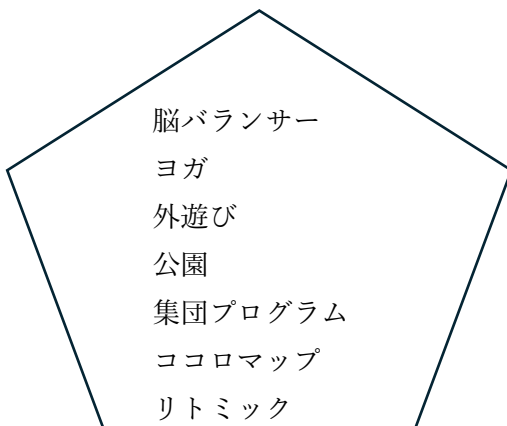 脳バランサー
ヨガ
外遊び
公園
集団プログラム
ココロマップ
リトミック